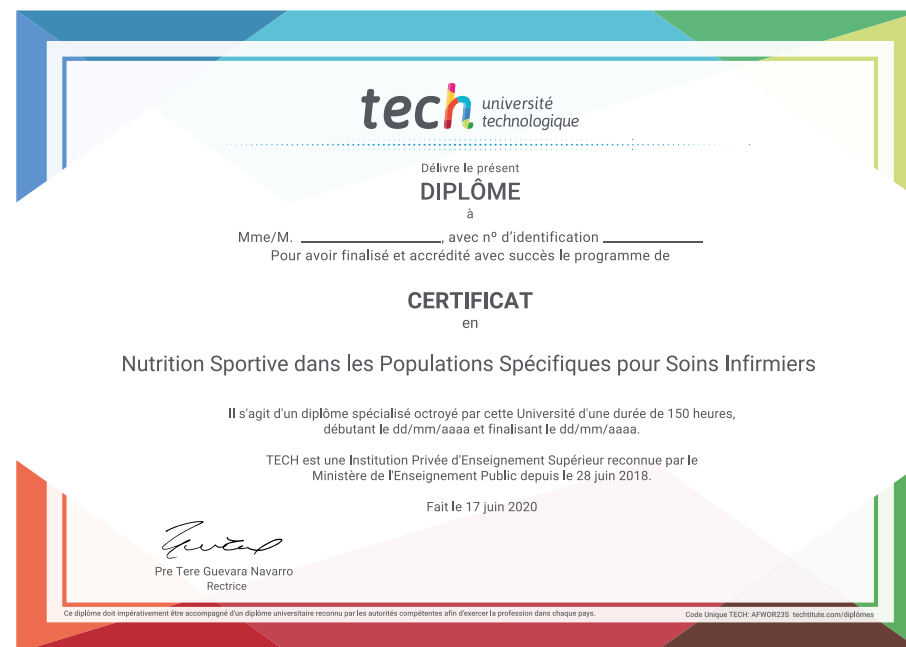 tech université
technologique
Délivre le présent
DIPLÔME
à
Mme/M. ____________________, avec nº d'identification ______________
Pour avoir finalisé et accrédité avec succès le programme de
CERTIFICAT
en
Nutrition Sportive dans les Populations Spécifiques pour Soins Infirmiers
Il s'agit d'un diplôme spécialisé octroyé par cette Université d'une durée de 150 heures,
débutant le dd/mm/aaaa et finalisant le dd/mm/aaaa.
TECH est une Institution Privée d'Enseignement Supérieur reconnue par le
Ministère de l'Enseignement Public depuis le 28 juin 2018.
Fait le 17 juin 2020
Pre Tere Guevara Navarro
Rectrice
Ce diplôme doit impérativement être accompagné d'un diplôme universitaire reconnu par les autorités compétentes afin d'exercer la profession dans chaque pays.
Code Unique TECH: AFWOR23S techtitute.com/diplômes